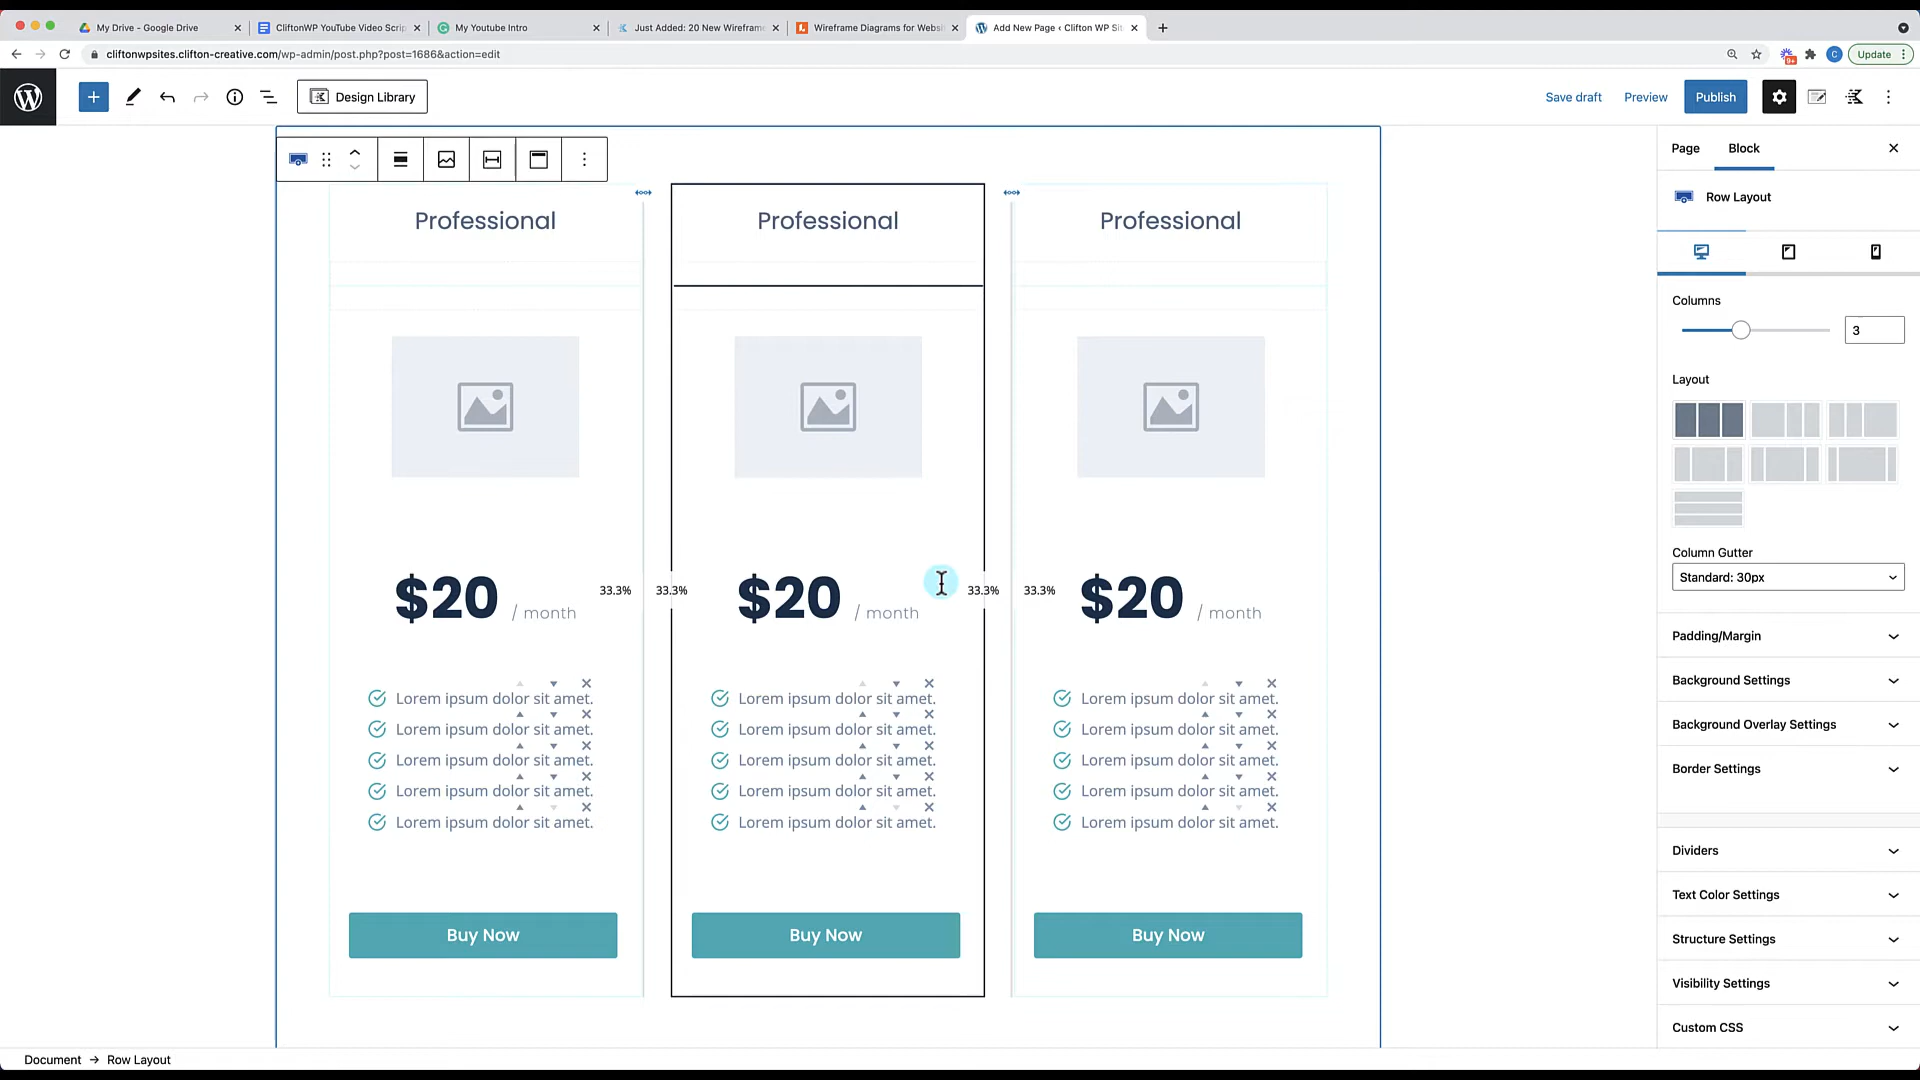 My Drive - Google Drive
CliftonWP YouTube Video Scrip
My Youtube Intro
Just Added: 20 New Wireframe
Wireframe Diagrams for Websi
Add New Page ‹ Clifton WP Sit
cliftonwpsites.clifton-creative.com/wp-admin/post.php?post=1686&action=edit
9+
C
Update
Design Library
Save draft
Preview
Publish
Page
Block
Row Layout
Columns
3
Layout
Column Gutter
Standard: 30px
Padding/Margin
Background Settings
Background Overlay Settings
Border Settings
Dividers
Text Color Settings
Structure Settings
Visibility Settings
Custom CSS
Professional
$20 / month
Lorem ipsum dolor sit amet.
Lorem ipsum dolor sit amet.
Lorem ipsum dolor sit amet.
Lorem ipsum dolor sit amet.
Lorem ipsum dolor sit amet.
Buy Now
33.3%
33.3%
Professional
$20 / month
Lorem ipsum dolor sit amet.
Lorem ipsum dolor sit amet.
Lorem ipsum dolor sit amet.
Lorem ipsum dolor sit amet.
Lorem ipsum dolor sit amet.
Buy Now
33.3%
33.3%
Professional
$20 / month
Lorem ipsum dolor sit amet.
Lorem ipsum dolor sit amet.
Lorem ipsum dolor sit amet.
Lorem ipsum dolor sit amet.
Lorem ipsum dolor sit amet.
Buy Now
Document → Row Layout